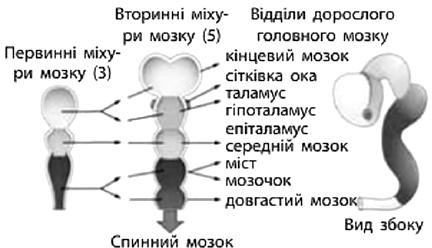 Первинні міху-
ри мозку (3)
Вторинні міху-
ри мозку (5)
Відділи дорослого
головного мозку
кінцевий мозок
сітківка ока
таламус
гіпоталамус
епіталамус
середній мозок
міст
мозочок
довгастий мозок
Спинний мозок
Вид збоку